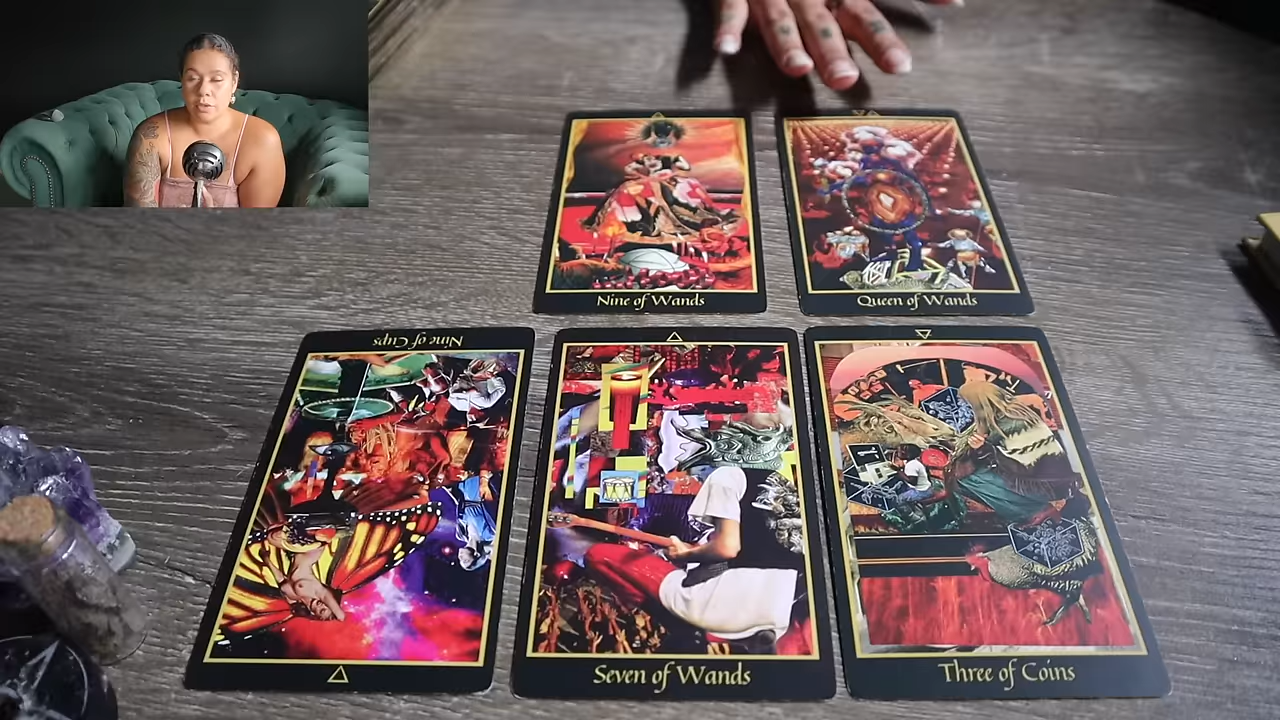 Nine of Wands
Queen of Wands
Nine of Cups
Seven of Wands
Three of Coins